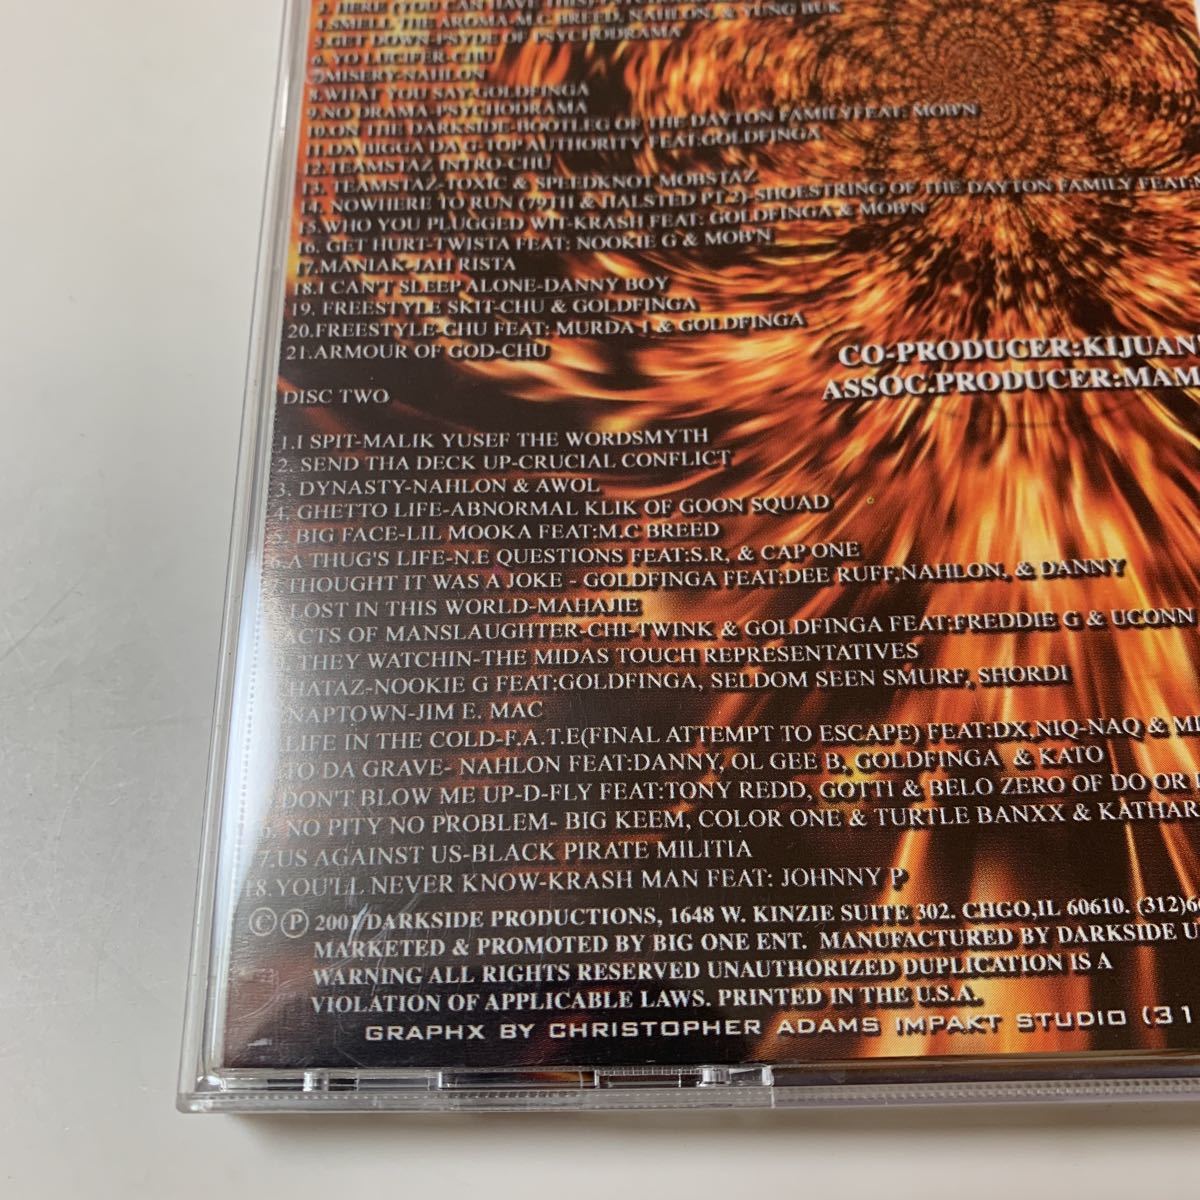 4.SMELL THE AROMA-M.C. BREED, NAHLON, & YUNG BUK
5.GET DOWN-PSYDE OF PSYCHODRAMA
6. YO LUCIFER-CHU
7.MISERY-NAHLON
8.WHAT YOU SAY-GOLDFINGA
9.NO DRAMA-PSYCHODRAMA
10.ON THE DARKSIDE-BOOTLEG OF THE DAYTON FAMILYFEAT: MOB'N
11.DA BIGGA DA G-TOP AUTHORITY FEAT:GOLDFINGA
12.TEAMSTAZ INTRO-CHU
13. TEAMSTAZ-TOXIC & SPEEDKNOT MOBSTAZ
14. NOWHERE TO RUN (79TH & HALSTED PT.2)-SHOESTRING OF THE DAYTON FAMILY FEAT:
15. WHO YOU PLUGGED WIT-KRASH FEAT: GOLDFINGA & MOB'N
16. GET HURT-TWISTA FEAT: NOOKIE G & MOB'N
17.MANIAK-JAH RISTA
18.I CAN'T SLEEP ALONE-DANNY BOY
19. FREESTYLE SKIT-CHU & GOLDFINGA
20.FREESTYLE-CHU FEAT: MURDA J & GOLDFINGA
21.ARMOUR OF GOD-CHU
CO-PRODUCER:KIJUAN
ASSOC.PRODUCER:MAM
DISC TWO
1.I SPIT-MALIK YUSEF THE WORDSMYTH
2. SEND THA DECK UP-CRUCIAL CONFLICT
3. DYNASTY-NAHLON & AWOL
4. GHETTO LIFE-ABNORMAL KLIK OF GOON SQUAD
5. BIG FACE-LIL MOOKA FEAT:M.C BREED
6.A THUG'S LIFE-N.E QUESTIONS FEAT:S.R, & CAP ONE
THOUGHT IT WAS A JOKE - GOLDFINGA FEAT:DEE RUFF,NAHLON, & DANNY
LOST IN THIS WORLD-MAHAJIE
ACTS OF MANSLAUGHTER-CHI-TWINK & GOLDFINGA FEAT:FREDDIE G & UCONN
THEY WATCHIN-THE MIDAS TOUCH REPRESENTATIVES
HATAZ-NOOKIE G FEAT:GOLDFINGA, SELDOM SEEN SMURF, SHORDI
NAPTOWN-JIM E. MAC
LIFE IN THE COLD-F.A.T.E(FINAL ATTEMPT TO ESCAPE) FEAT:DX,NIQ-NAQ &
TO DA GRAVE- NAHLON FEAT:DANNY, OL GEE B, GOLDFINGA & KATO
DON'T BLOW ME UP-D-FLY FEAT:TONY REDD, GOTTI & BELO ZERO OF DO OR
6. NO PITY NO PROBLEM- BIG KEEM, COLOR ONE & TURTLE BANXX & KATHAR
7.US AGAINST US-BLACK PIRATE MILITIA
18.YOU'LL NEVER KNOW-KRASH MAN FEAT: JOHNNY P
© ℗ 2001 DARKSIDE PRODUCTIONS, 1648 W. KINZIE SUITE 302. CHGO,IL 60610. (312)6
MARKETED & PROMOTED BY BIG ONE ENT. MANUFACTURED BY DARKSIDE U
WARNING ALL RIGHTS RESERVED UNAUTHORIZED DUPLICATION IS A
VIOLATION OF APPLICABLE LAWS. PRINTED IN THE U.S.A.
GRAPHX BY CHRISTOPHER ADAMS IMPAKT STUDIO (31